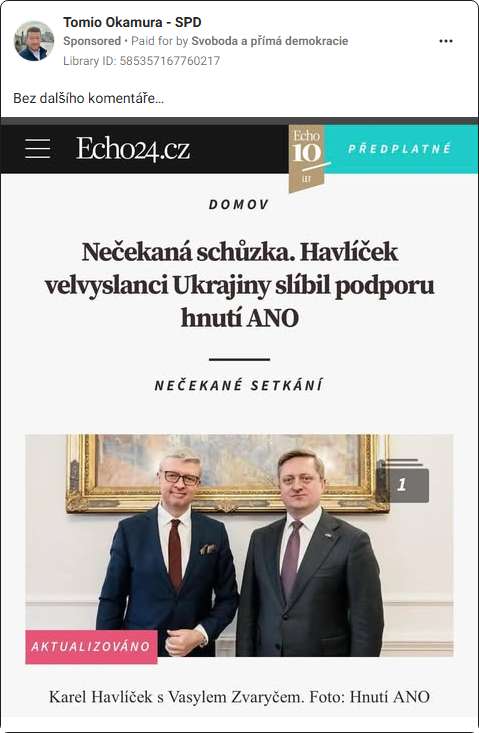 Tomio Okamura - SPD
Sponsored • Paid for by Svoboda a přímá demokracie
Library ID: 585357167760217
Bez dalšího komentáře…
Echo24.cz
Echo
10
LET
PŘEDPLATNÉ
DOMOV
Nečekaná schůzka. Havlíček
velvyslanci Ukrajiny slíbil podporu
hnutí ANO
NEČEKANÉ SETKÁNÍ
1
AKTUALIZOVÁNO
Karel Havlíček s Vasylem Zvaryčem. Foto: Hnutí ANO